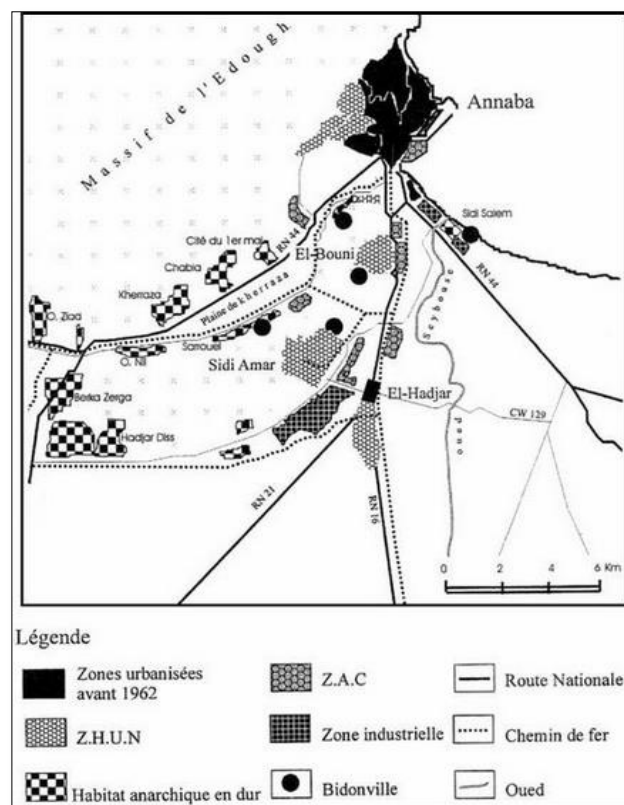 Massif de l'Edough
Annaba
Sidi Salem
El-Bouni
RN 44
RN 44
Cité du 1er mai
Chabia
Kherraza
Plaine de kherraza
O. Ziad
Sarrouel
O. Nil
Sidi Amar
Seybouse
El-Hadjar
Berka Zerga
Hadjar Diss
CW 129
RN 21
RN 16
0 2 4 6 Km
Légende
Zones urbanisées
avant 1962
Z.A.C
Route Nationale
Z.H.U.N
Zone industrielle
Chemin de fer
Habitat anarchique en dur
Bidonville
Oued